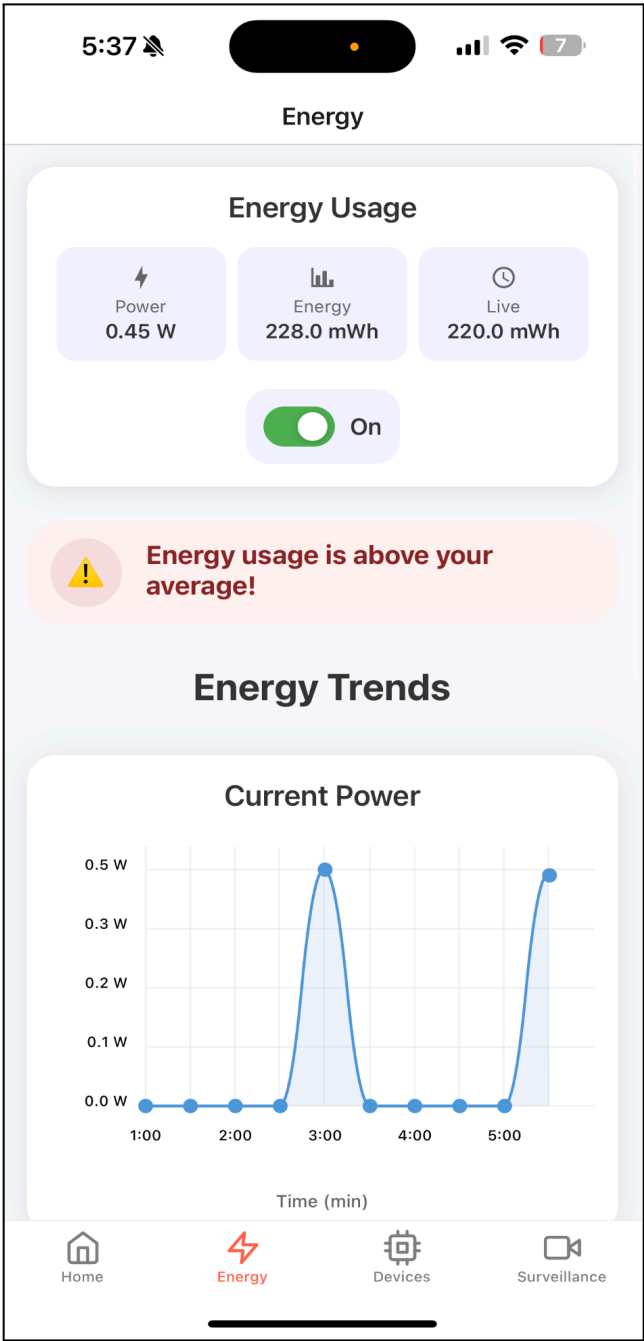 5:37
7
Energy
Energy Usage
Power
0.45 W
Energy
228.0 mWh
Live
220.0 mWh
On
Energy usage is above your
average!
Energy Trends
Current Power
0.5 W
0.3 W
0.2 W
0.1 W
0.0 W
1:00 2:00 3:00 4:00 5:00
Time (min)
Home Energy Devices Surveillance